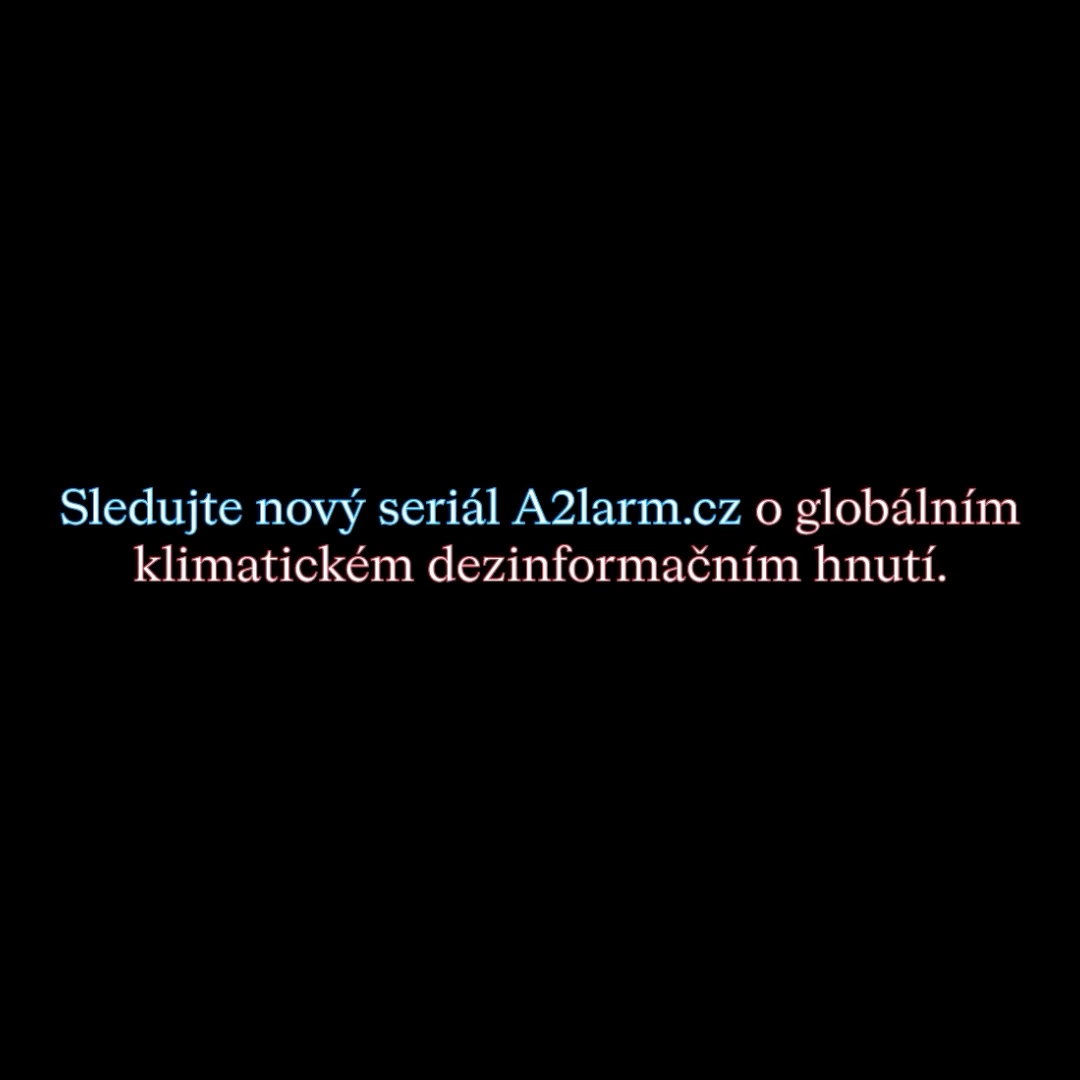 Sledujte nový seriál A2larm.cz o globálním
klimatickém dezinformačním hnutí.